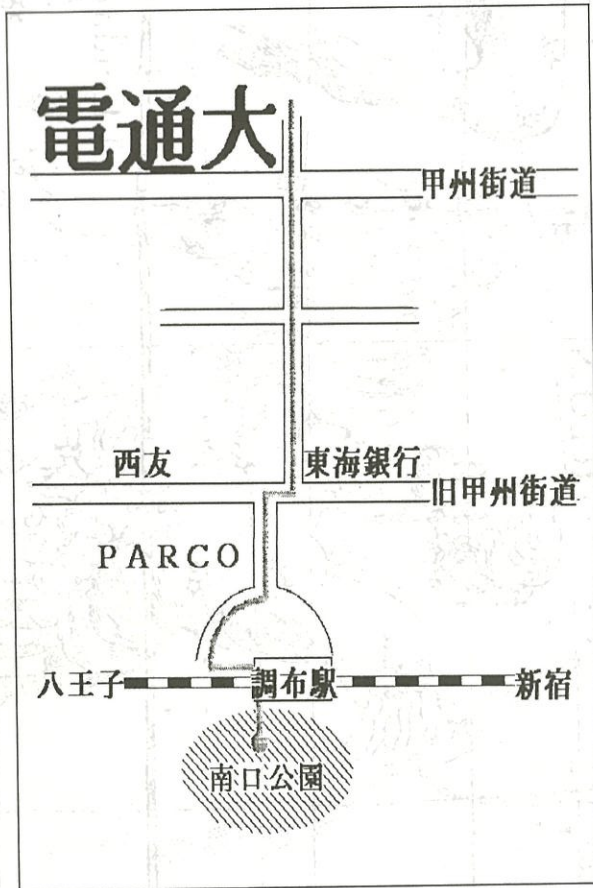 電通大
甲州街道
西友
東海銀行
旧甲州街道
PARCO
八王子
調布駅
新宿
南口公園